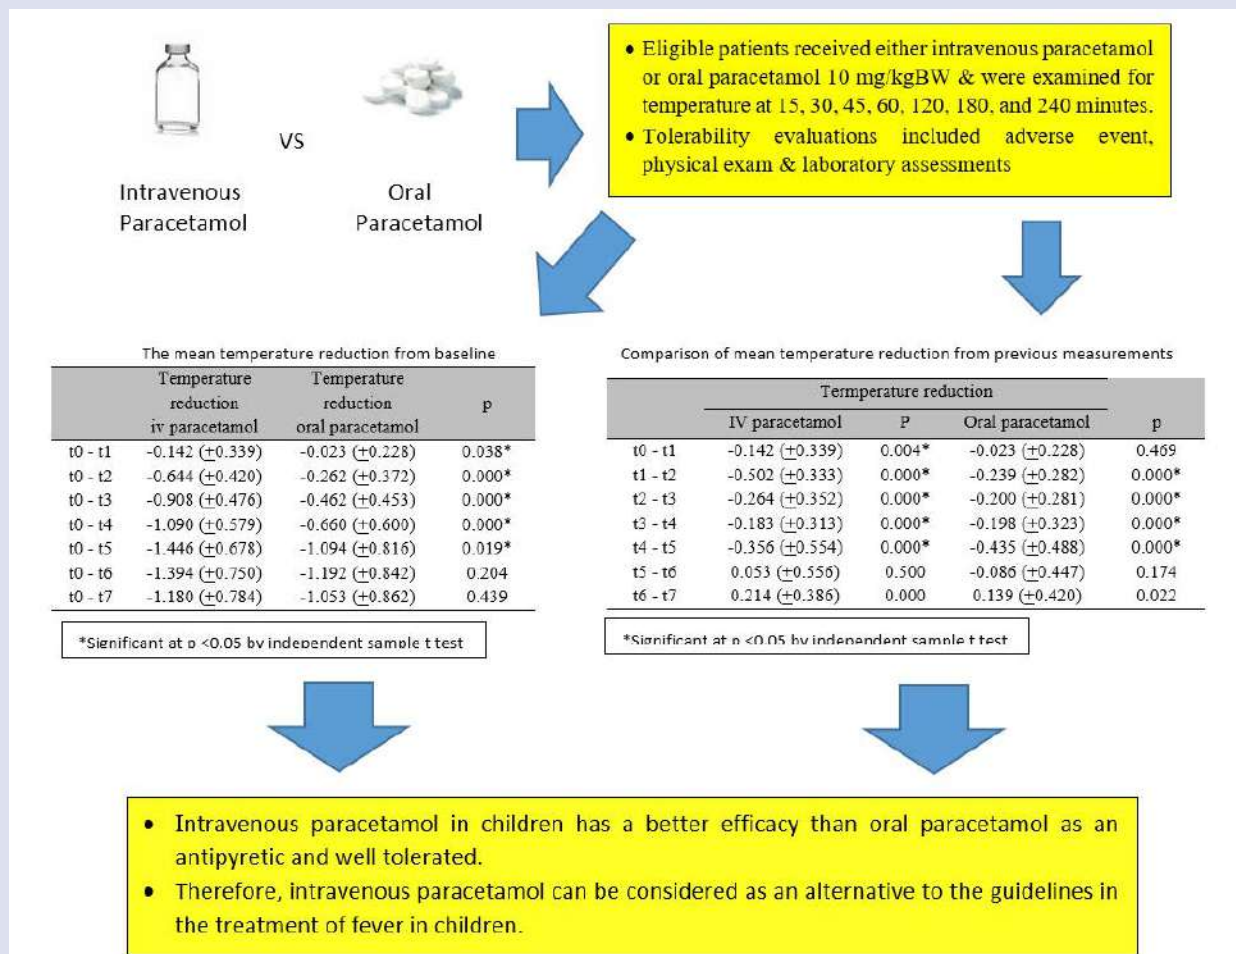 VS
Intravenous
Paracetamol
Oral
Paracetamol
• Eligible patients received either intravenous paracetamol
or oral paracetamol 10 mg/kgBW & were examined for
temperature at 15, 30, 45, 60, 120, 180, and 240 minutes.
• Tolerability evaluations included adverse event,
physical exam & laboratory assessments
The mean temperature reduction from baseline
Temperature reduction iv paracetamol Temperature reduction oral paracetamol p
t0 - t1 -0.142 (±0.339) -0.023 (±0.228) 0.038*
t0 - t2 -0.644 (±0.420) -0.262 (±0.372) 0.000*
t0 - t3 -0.908 (±0.476) -0.462 (±0.453) 0.000*
t0 - t4 -1.090 (±0.579) -0.660 (±0.600) 0.000*
t0 - t5 -1.446 (±0.678) -1.094 (±0.816) 0.019*
t0 - t6 -1.394 (±0.750) -1.192 (±0.842) 0.204
t0 - t7 -1.180 (±0.784) -1.053 (±0.862) 0.439
*Significant at p <0.05 by independent sample t test
Comparison of mean temperature reduction from previous measurements
Termperature reduction
IV paracetamol P Oral paracetamol p
t0 - t1 -0.142 (±0.339) 0.004* -0.023 (±0.228) 0.469
t1 - t2 -0.502 (±0.333) 0.000* -0.239 (±0.282) 0.000*
t2 - t3 -0.264 (±0.352) 0.000* -0.200 (±0.281) 0.000*
t3 - t4 -0.183 (±0.313) 0.000* -0.198 (±0.323) 0.000*
t4 - t5 -0.356 (±0.554) 0.000* -0.435 (±0.488) 0.000*
t5 - t6 0.053 (±0.556) 0.500 -0.086 (±0.447) 0.174
t6 - t7 0.214 (±0.386) 0.000 0.139 (±0.420) 0.022
*Significant at p <0.05 by independent sample t test
• Intravenous paracetamol in children has a better efficacy than oral paracetamol as an
antipyretic and well tolerated.
• Therefore, intravenous paracetamol can be considered as an alternative to the guidelines in
the treatment of fever in children.